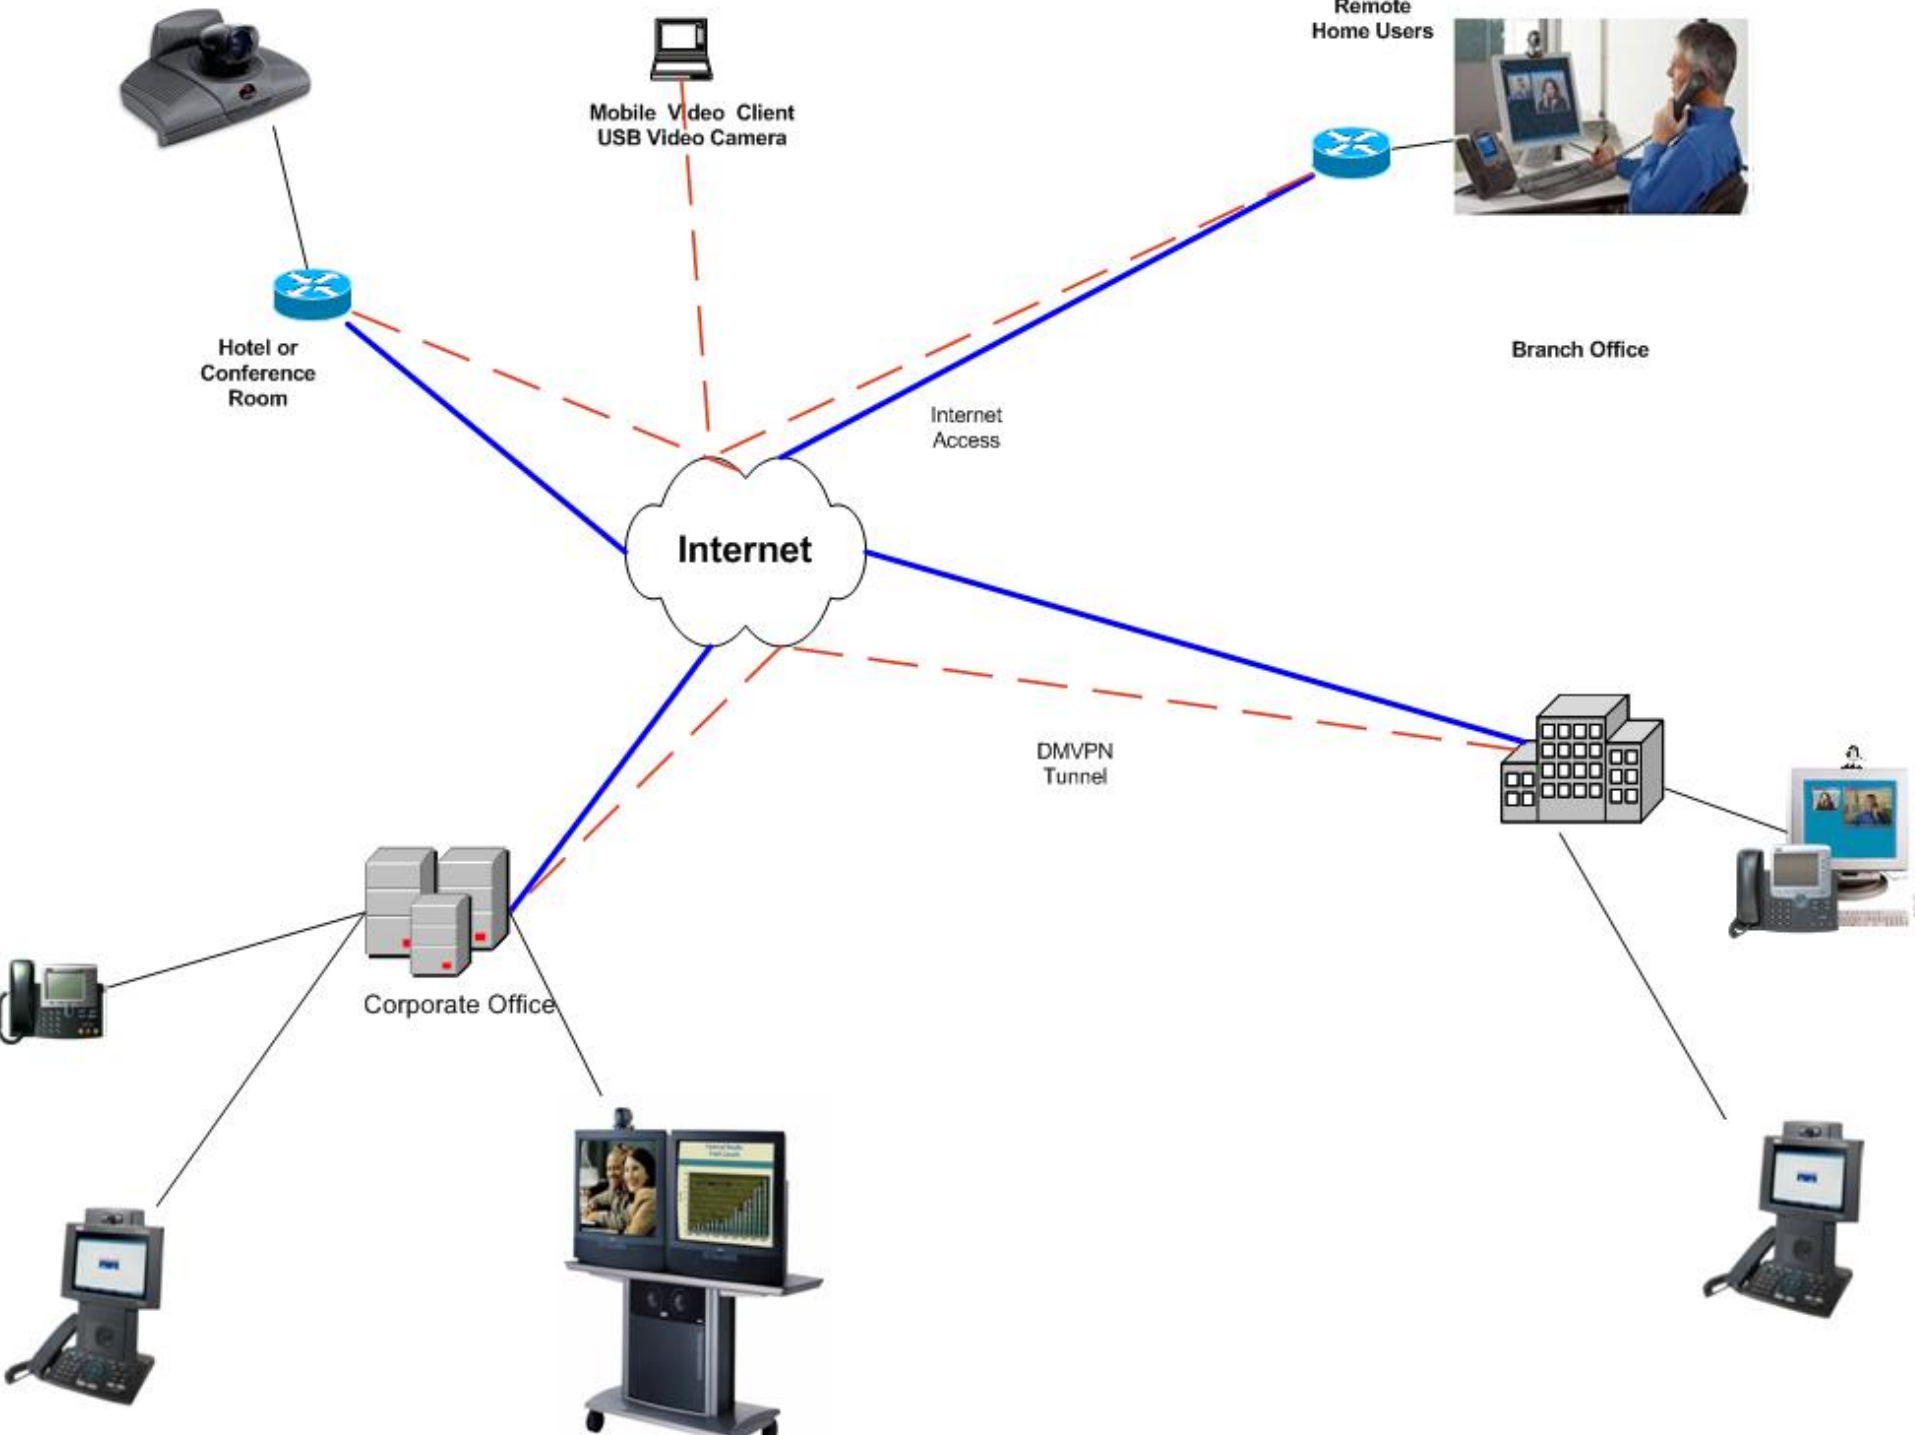 Remote
Home Users
Mobile Video Client
USB Video Camera
Hotel or
Conference
Room
Branch Office
Internet
Access
Internet
DMVPN
Tunnel
Corporate Office